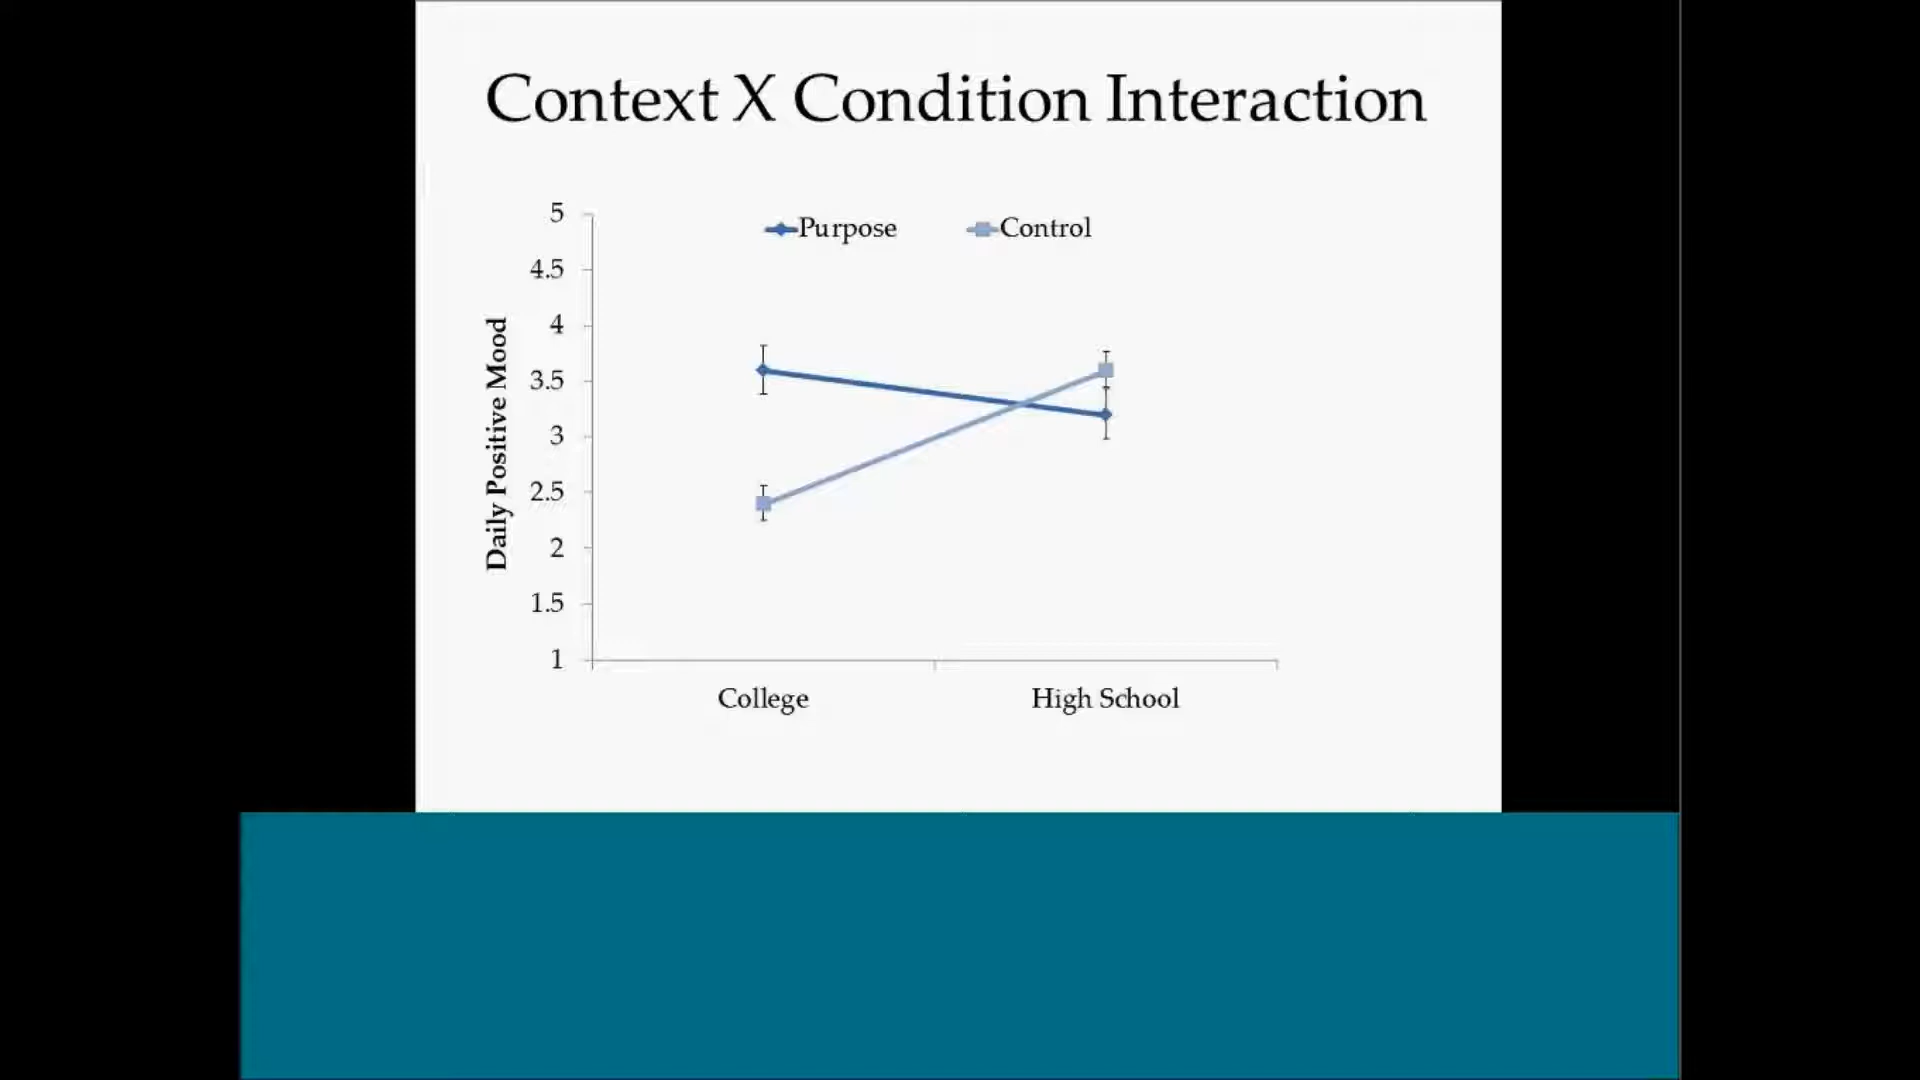 Context X Condition Interaction
Purpose
Control
5
4.5
4
3.5
3
2.5
2
1.5
1
Daily Positive Mood
College
High School